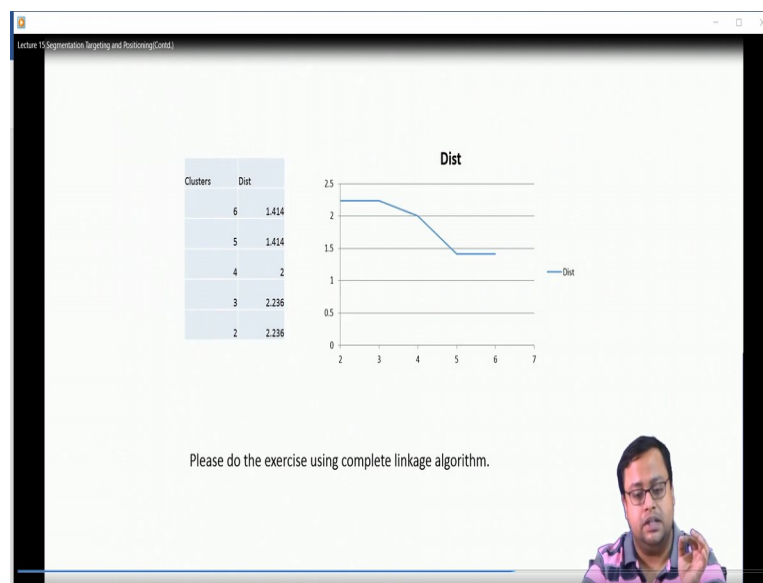 Lecture 15 Segmentation Targeting and Positioning(Contd.)
Dist
Clusters Dist
6 1.414
5 1.414
4 2
3 2.236
2 2.236
2.5
2
1.5
1
0.5
0
2 3 4 5 6 7
Dist
Please do the exercise using complete linkage algorithm.